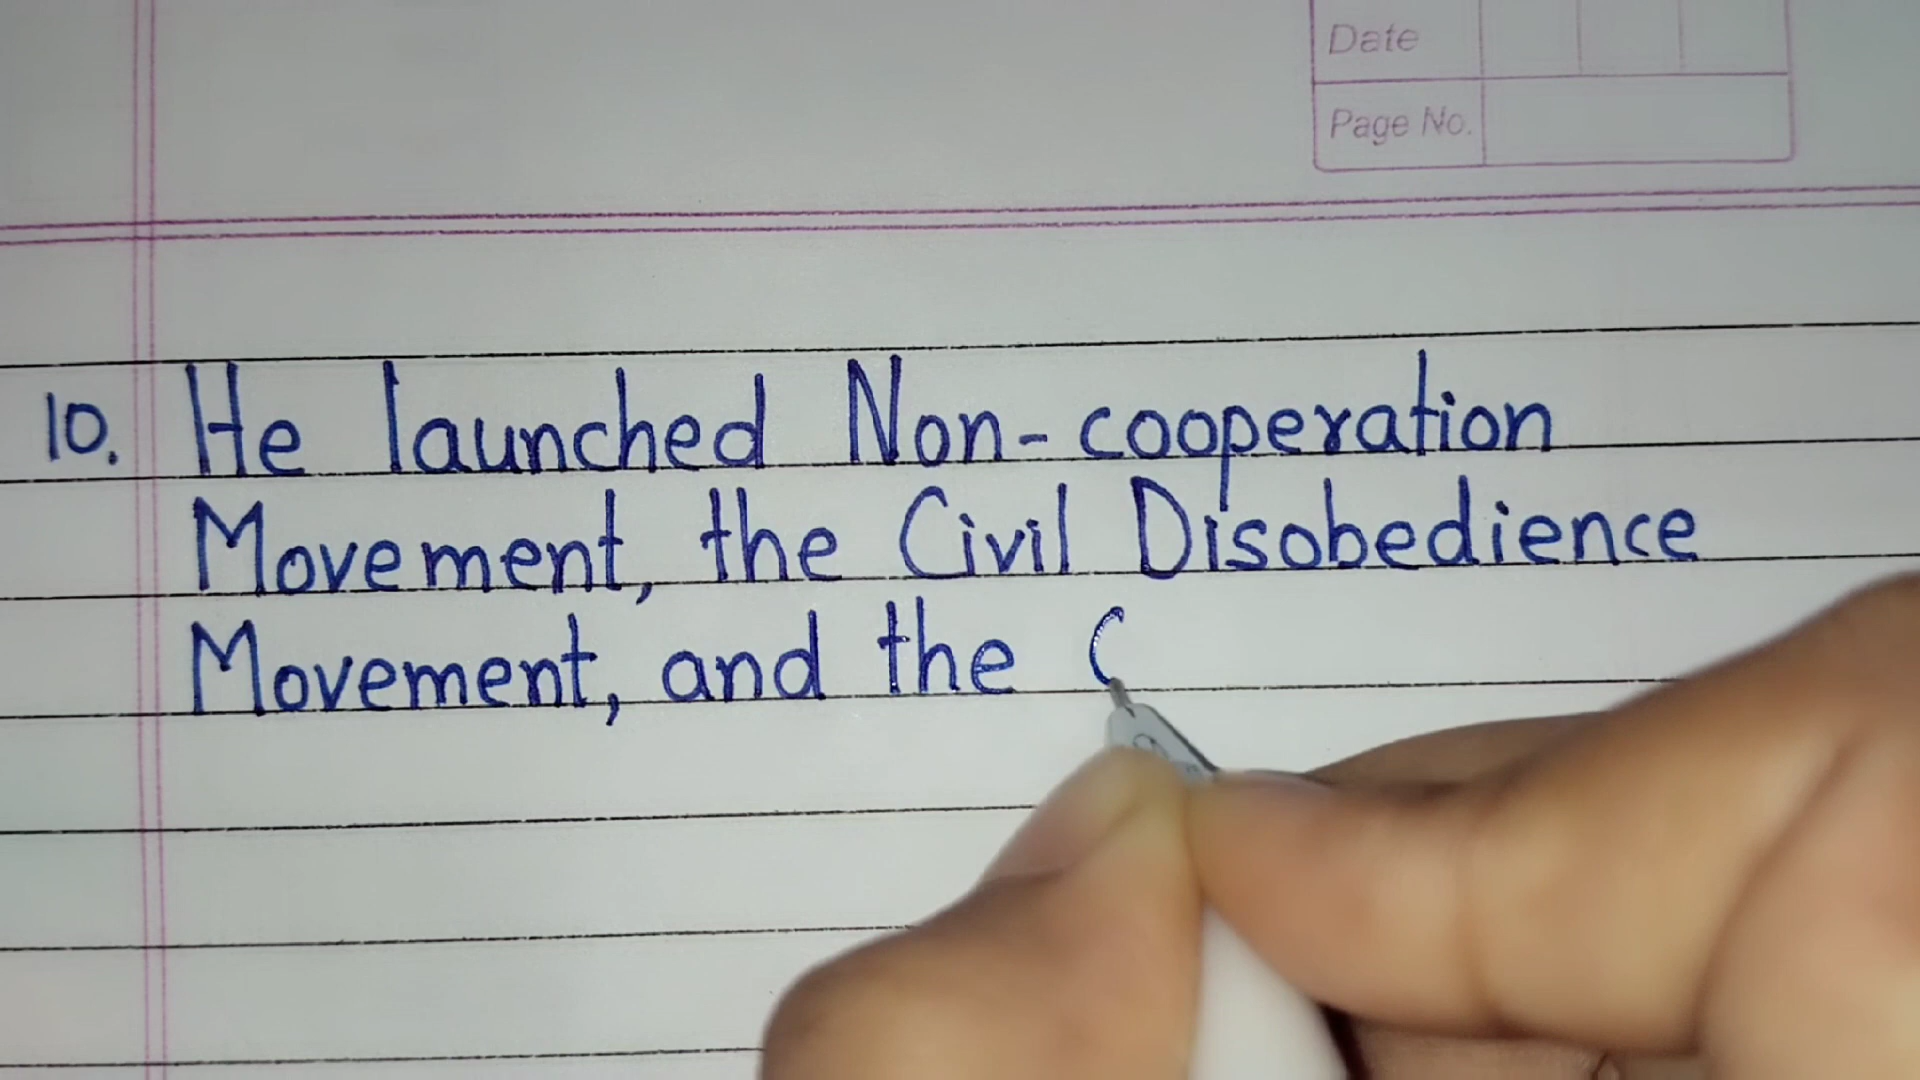 Date
Page No.
10. He launched Non-cooperation
Movement, the Civil Disobedience
Movement, and the